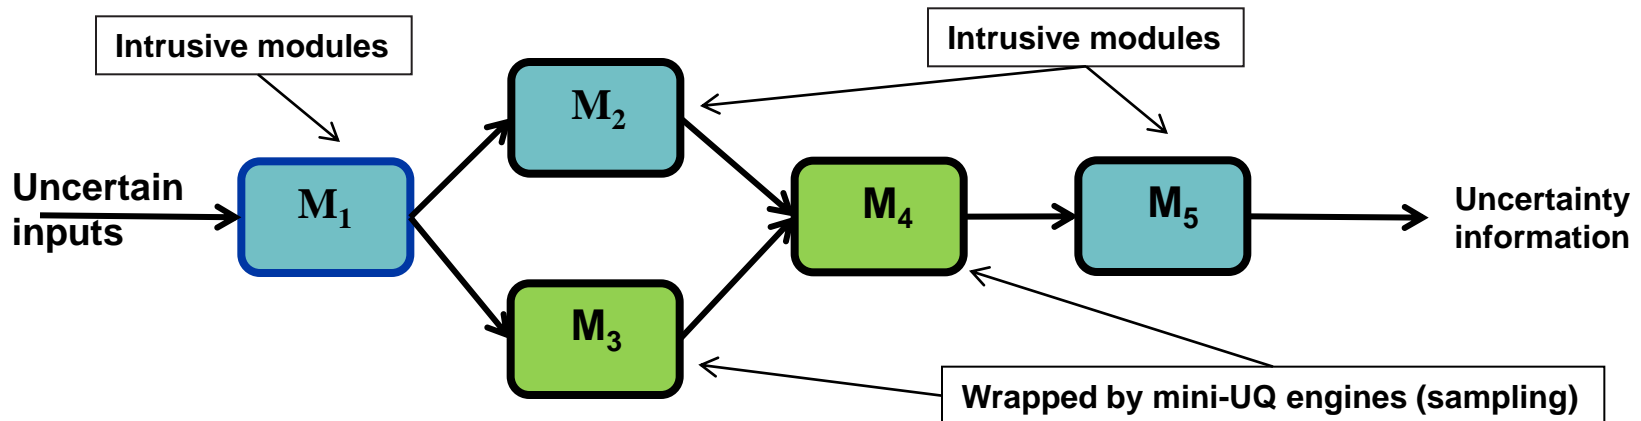 Intrusive modules
Intrusive modules
M₂
Uncertain
inputs
M₁
M₄
M₅
Uncertainty
information
M₃
Wrapped by mini-UQ engines (sampling)